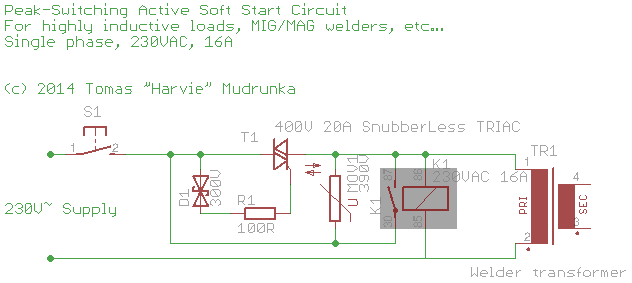 Peak-Switching Active Soft Start Circuit
For highly inductive loads, MIG/MAG welders, etc...
Single phase, 230VAC, 16A
(c) 2014 Tomas "Harvie" Mudrunka
S1
1 2
T1
400V 20A SnubberLess TRIAC
D1
300V
R1
100R
U MOV1
390V
K1
87
30
K1
230VAC 16A
86
85
TR1
1
2
PRI
SEC
4
3
230V~ Supply
Welder transformer